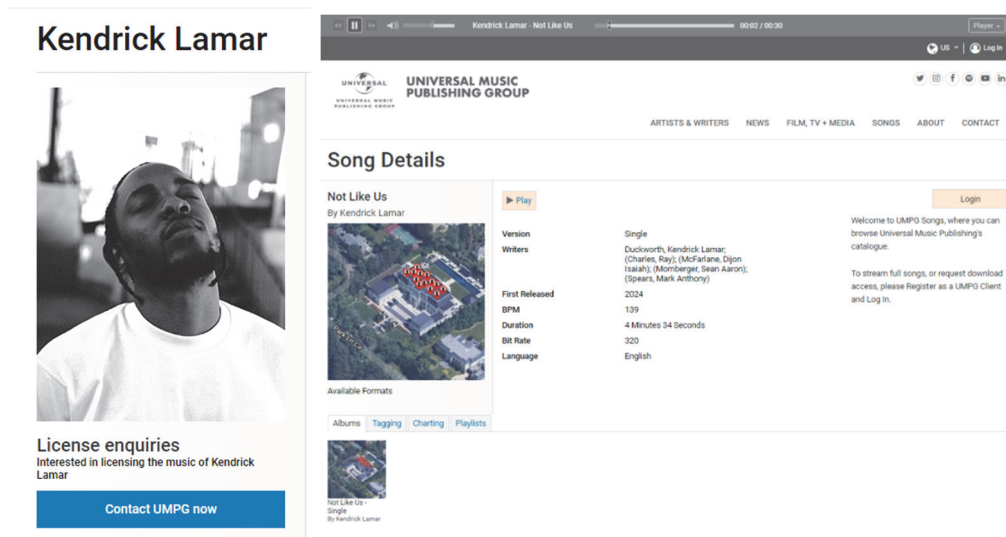 Kendrick Lamar
License enquiries
Interested in licensing the music of Kendrick
Lamar
Contact UMPG now
Kendrick Lamar - Not Like Us
00:02 / 00:30
Player
US
Log In
UNIVERSAL
UNIVERSAL MUSIC
PUBLISHING GROUP
UNIVERSAL MUSIC
PUBLISHING GROUP
ARTISTS & WRITERS NEWS FILM, TV + MEDIA SONGS ABOUT CONTACT
Song Details
Not Like Us
By Kendrick Lamar
Available Formats
Play
Version Single
Writers Duckworth, Kendrick Lamar;
(Charles, Ray); (McFarlane, Dijon
Isaiah); (Momberger, Sean Aaron);
(Spears, Mark Anthony)
First Released 2024
BPM 139
Duration 4 Minutes 34 Seconds
Bit Rate 320
Language English
Login
Welcome to UMPG Songs, where you can
browse Universal Music Publishing's
catalogue.
To stream full songs, or request download
access, please Register as a UMPG Client
and Log In.
Albums Tagging Charting Playlists
Not Like Us -
Single
By Kendrick Lamar